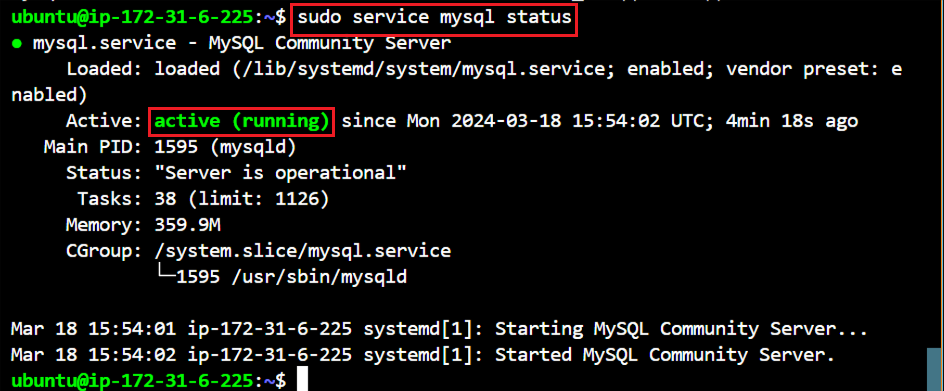 ubuntu@ip-172-31-6-225:~$ sudo service mysql status
● mysql.service - MySQL Community Server
     Loaded: loaded (/lib/systemd/system/mysql.service; enabled; vendor preset: e
nabled)
     Active: active (running) since Mon 2024-03-18 15:54:02 UTC; 4min 18s ago
   Main PID: 1595 (mysqld)
     Status: "Server is operational"
      Tasks: 38 (limit: 1126)
     Memory: 359.9M
     CGroup: /system.slice/mysql.service
             └─1595 /usr/sbin/mysqld
Mar 18 15:54:01 ip-172-31-6-225 systemd[1]: Starting MySQL Community Server...
Mar 18 15:54:02 ip-172-31-6-225 systemd[1]: Started MySQL Community Server.
ubuntu@ip-172-31-6-225:~$